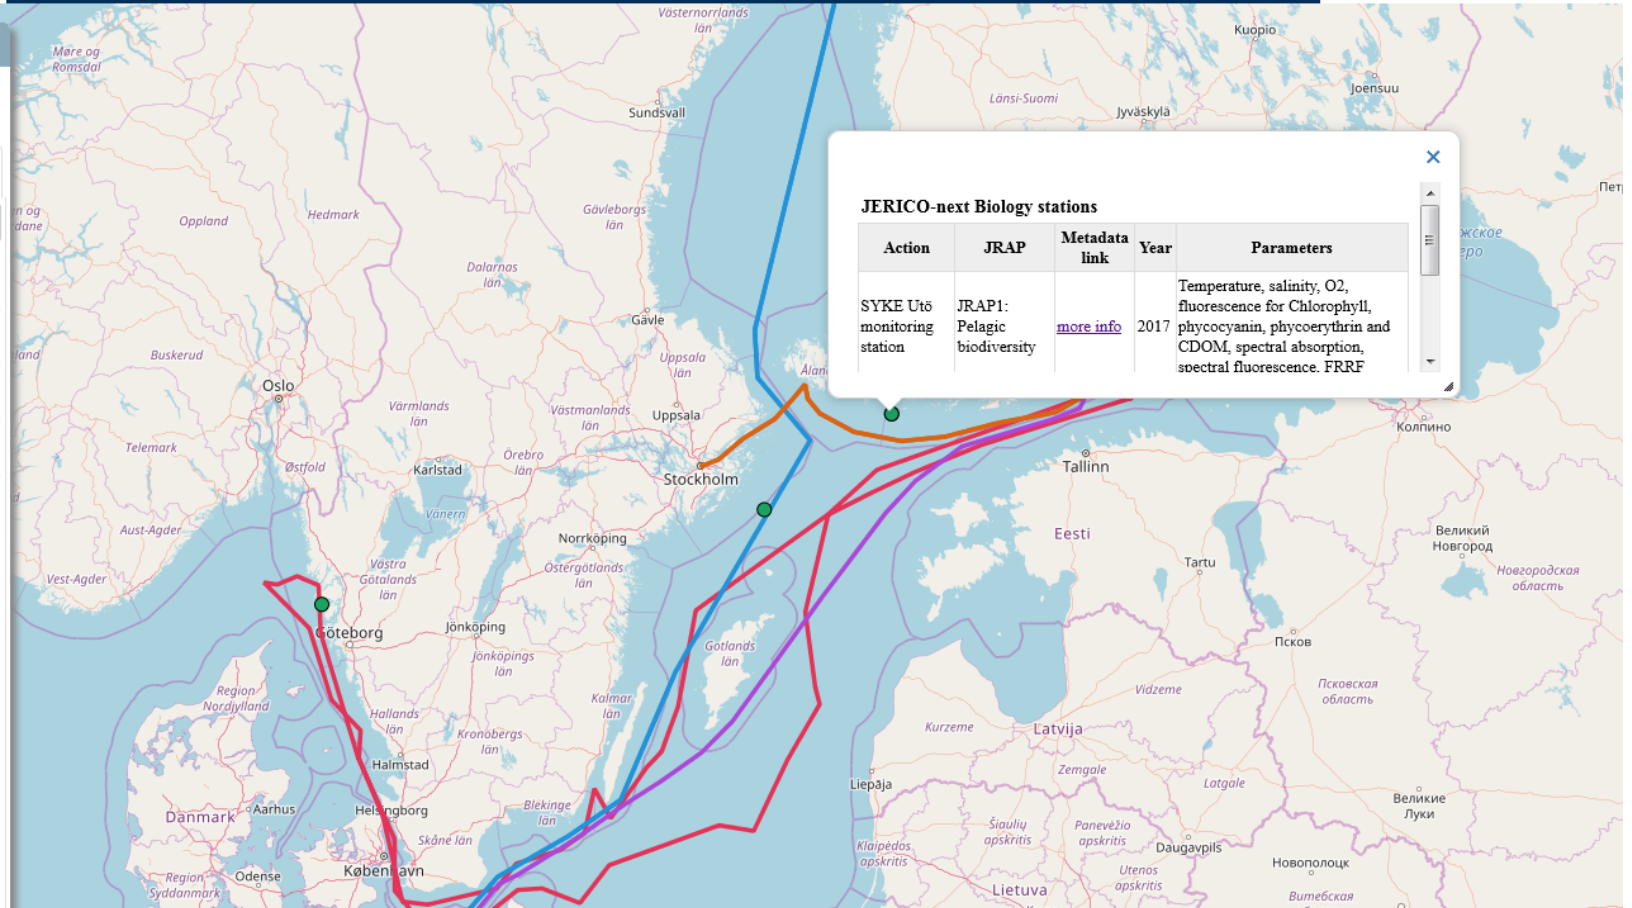 Västernorrlands
län
Kuopio
Møre og
Romsdal
Joensuu
Länsi-Suomi
Jyväskylä
Sundsvall
en og
dane
Oppland
Hedmark
Gävleborgs
län
Dalarnas
län
Gävle
Buskerud
Uppsala
län
Oslo
Värmlands
län
Västmanlands
län
Uppsala
Telemark
Østfold
Karlstad
Örebro
län
Stockholm
Vänern
Aust-Agder
Norrköping
Östergötlands
län
Vest-Agder
Västra
Götalands
län
Göteborg
Jönköping
Jönköpings
län
Gotlands
län
Region
Nordjylland
Hallands
län
Kalmar
län
Kronobergs
län
Halmstad
Aarhus
Danmark
Helsingborg
Blekinge
län
Skåne län
København
Odense
Region
Syddanmark
JERICO-next Biology stations
Action
JRAP
Metadata
link
Year
Parameters
SYKE Utö
monitoring
station
JRAP1:
Pelagic
biodiversity
more info
2017
Temperature, salinity, O2,
fluorescence for Chlorophyll,
phycocyanin, phycoerythrin and
CDOM, spectral absorption,
spectral fluorescence, FRRF
Колпино
Tallinn
Eesti
Tartu
Великий
Новгород
Новгородская
область
Псков
Псковская
область
Vidzeme
Kurzeme
Latvija
Zemgale
Latgale
Liepāja
Великие
Луки
Šiaulių
apskritis
Panevėžio
apskritis
Klaipėdos
apskritis
Daugavpils
Utenos
apskritis
Новополоцк
Lietuva
Витебская